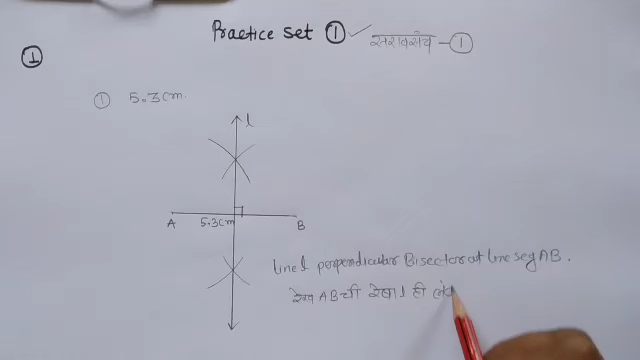 Practice set ①
सरावसंच - ①
①
① 5.3cm.
l
A 5.3cm B
line l perpendicular Bisector at line seg AB.
रेख AB ची रेषा l ही लंब